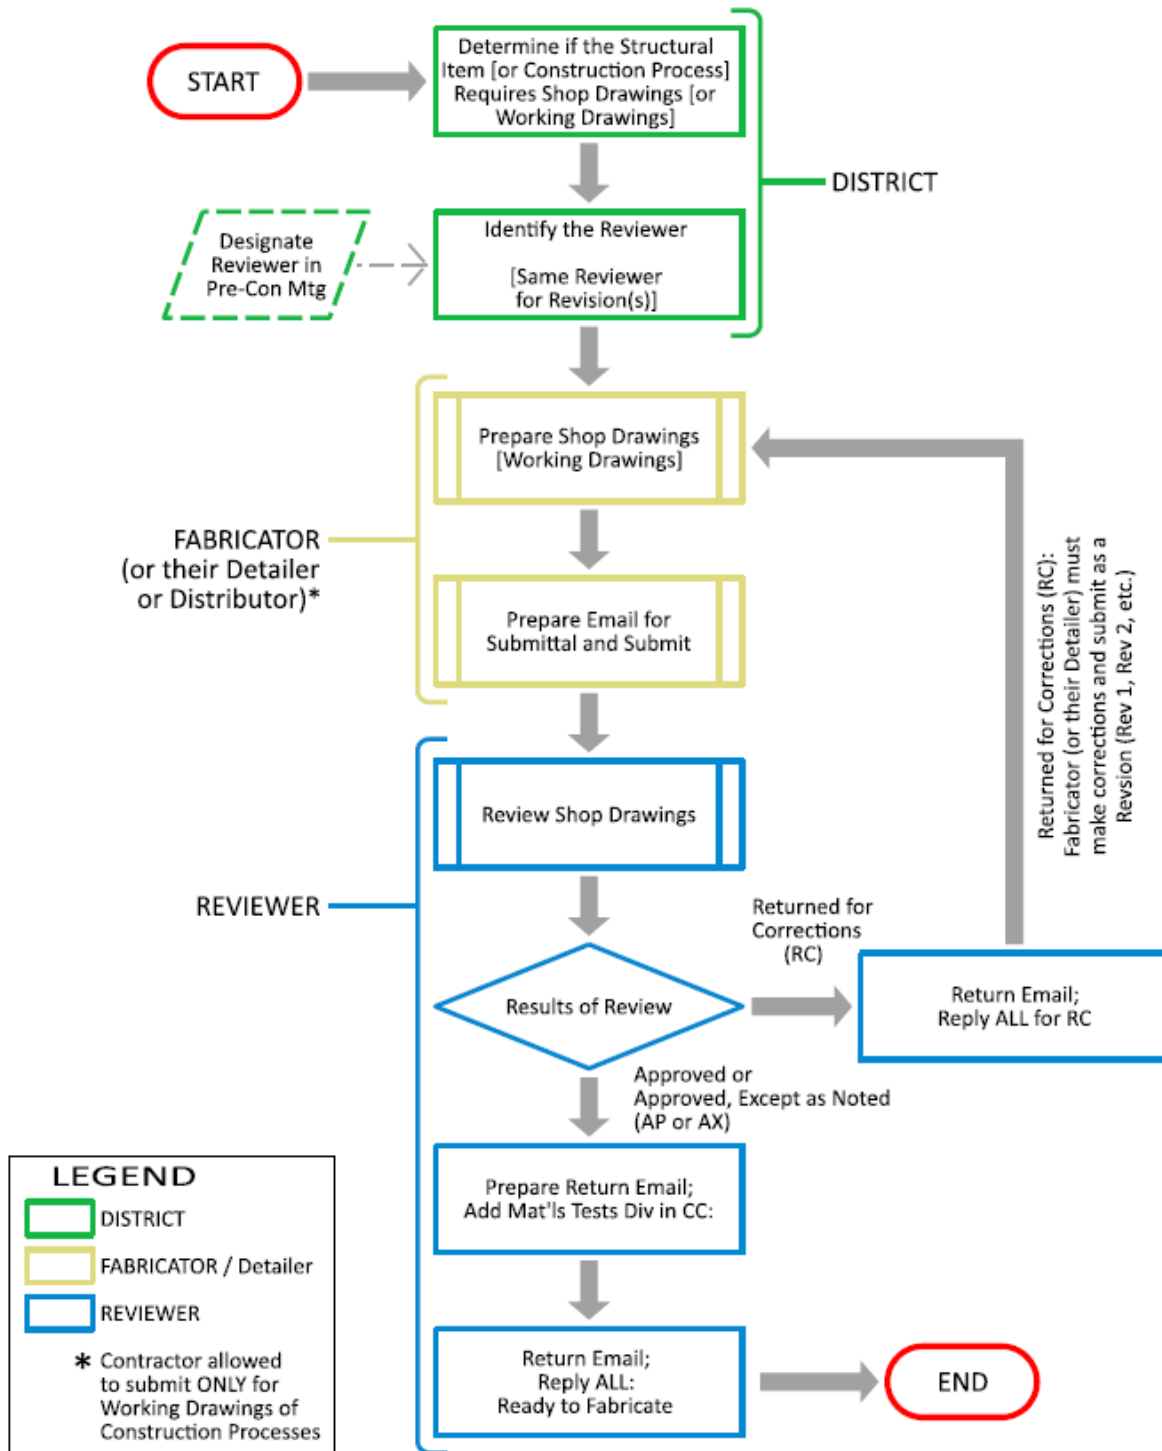 START
Determine if the Structural
Item [or Construction Process]
Requires Shop Drawings [or
Working Drawings]
DISTRICT
Designate
Reviewer in
Pre-Con Mtg
Identify the Reviewer
[Same Reviewer
for Revision(s)]
FABRICATOR
(or their Detailer
or Distributor)*
Prepare Shop Drawings
[Working Drawings]
Prepare Email for
Submittal and Submit
Returned for Corrections (RC):
Fabricator (or their Detailer) must
make corrections and submit as a
Revsion (Rev 1, Rev 2, etc.)
REVIEWER
Review Shop Drawings
Results of Review
Returned for
Corrections
(RC)
Return Email;
Reply ALL for RC
Approved or
Approved, Except as Noted
(AP or AX)
Prepare Return Email;
Add Mat'ls Tests Div in CC:
Return Email;
Reply ALL:
Ready to Fabricate
END
LEGEND
DISTRICT
FABRICATOR / Detailer
REVIEWER
* Contractor allowed
to submit ONLY for
Working Drawings of
Construction Processes